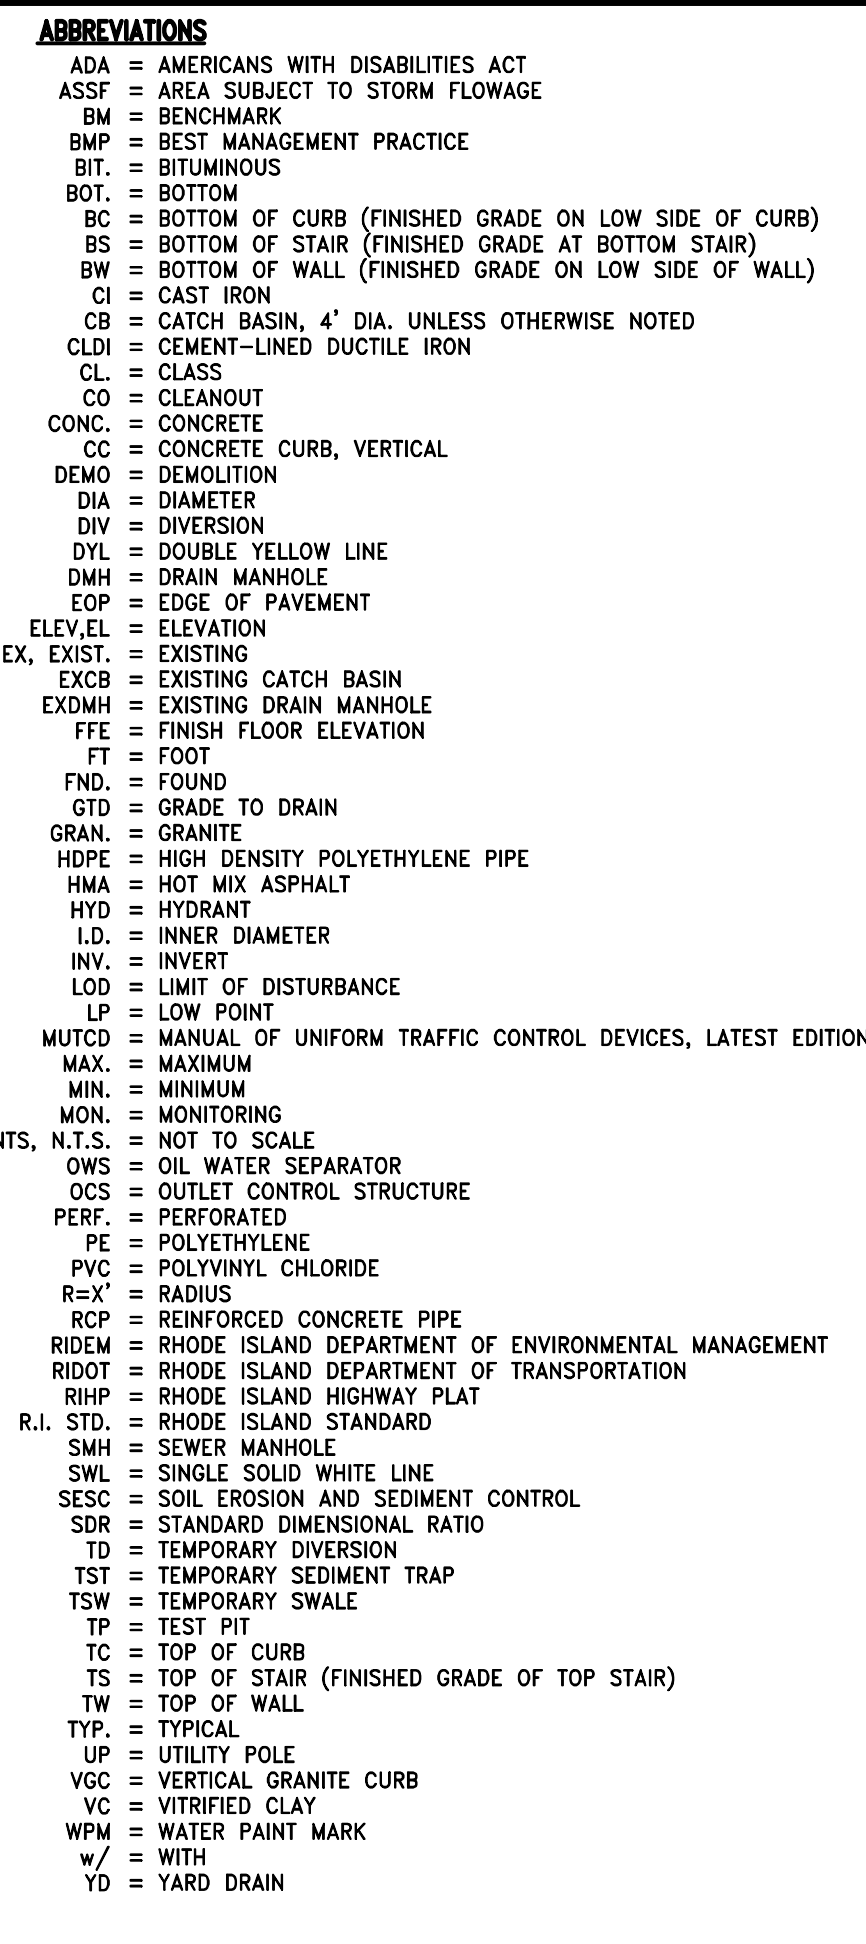 ABBREVIATIONS
ADA = AMERICANS WITH DISABILITIES ACT
ASSF = AREA SUBJECT TO STORM FLOWAGE
BM = BENCHMARK
BMP = BEST MANAGEMENT PRACTICE
BIT. = BITUMINOUS
BOT. = BOTTOM
BC = BOTTOM OF CURB (FINISHED GRADE ON LOW SIDE OF CURB)
BS = BOTTOM OF STAIR (FINISHED GRADE AT BOTTOM STAIR)
BW = BOTTOM OF WALL (FINISHED GRADE ON LOW SIDE OF WALL)
CI = CAST IRON
CB = CATCH BASIN, 4' DIA. UNLESS OTHERWISE NOTED
CLDI = CEMENT-LINED DUCTILE IRON
CL. = CLASS
CO = CLEANOUT
CONC. = CONCRETE
CC = CONCRETE CURB, VERTICAL
DEMO = DEMOLITION
DIA = DIAMETER
DIV = DIVERSION
DYL = DOUBLE YELLOW LINE
DMH = DRAIN MANHOLE
EOP = EDGE OF PAVEMENT
ELEV,EL = ELEVATION
EX, EXIST. = EXISTING
EXCB = EXISTING CATCH BASIN
EXDMH = EXISTING DRAIN MANHOLE
FFE = FINISH FLOOR ELEVATION
FT = FOOT
FND. = FOUND
GTD = GRADE TO DRAIN
GRAN. = GRANITE
HDPE = HIGH DENSITY POLYETHYLENE PIPE
HMA = HOT MIX ASPHALT
HYD = HYDRANT
I.D. = INNER DIAMETER
INV. = INVERT
LOD = LIMIT OF DISTURBANCE
LP = LOW POINT
MUTCD = MANUAL OF UNIFORM TRAFFIC CONTROL DEVICES, LATEST EDITION
MAX. = MAXIMUM
MIN. = MINIMUM
MON. = MONITORING
NTS, N.T.S. = NOT TO SCALE
OWS = OIL WATER SEPARATOR
OCS = OUTLET CONTROL STRUCTURE
PERF. = PERFORATED
PE = POLYETHYLENE
PVC = POLYVINYL CHLORIDE
R=X' = RADIUS
RCP = REINFORCED CONCRETE PIPE
RIDEM = RHODE ISLAND DEPARTMENT OF ENVIRONMENTAL MANAGEMENT
RIDOT = RHODE ISLAND DEPARTMENT OF TRANSPORTATION
RIHP = RHODE ISLAND HIGHWAY PLAT
R.I. STD. = RHODE ISLAND STANDARD
SMH = SEWER MANHOLE
SWL = SINGLE SOLID WHITE LINE
SESC = SOIL EROSION AND SEDIMENT CONTROL
SDR = STANDARD DIMENSIONAL RATIO
TD = TEMPORARY DIVERSION
TST = TEMPORARY SEDIMENT TRAP
TSW = TEMPORARY SWALE
TP = TEST PIT
TC = TOP OF CURB
TS = TOP OF STAIR (FINISHED GRADE OF TOP STAIR)
TW = TOP OF WALL
TYP. = TYPICAL
UP = UTILITY POLE
VGC = VERTICAL GRANITE CURB
VC = VITRIFIED CLAY
WPM = WATER PAINT MARK
w/ = WITH
YD = YARD DRAIN